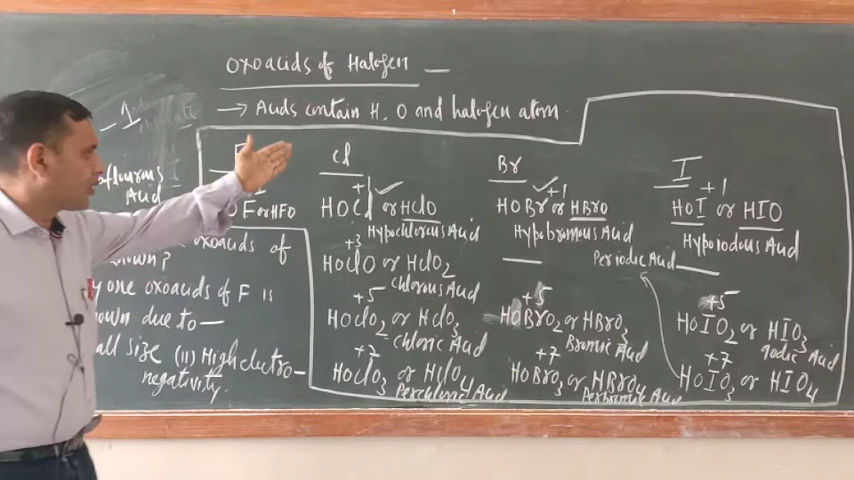 Oxoacids of Halogen —
→ Acids contain H, O and halogen atom.
Cl
Br
I
+1
HOCl or HClO
Hypochlorous Acid
+1
HOBr or HBrO
Hypobromous Acid
+1
HOI or HIO
Hypoiodous Acid
OF or HFO
Acid
+3
HOClO or HClO2
Chlorous Acid
—
Periodic Acid —
oxoacids of
nown?
y one oxoacids of F is
nown due to —
all size (ii) High electro-
negativity.
+5
HOClO2 or HClO3
Chloric Acid
+5
HOBrO2 or HBrO3
Bromic Acid
+5
HOIO2 or HIO3
Iodic Acid
+7
HOClO3 or HClO4
Perchloric Acid
+7
HOBrO3 or HBrO4
Perbromic Acid
+7
HOIO3 or HIO4